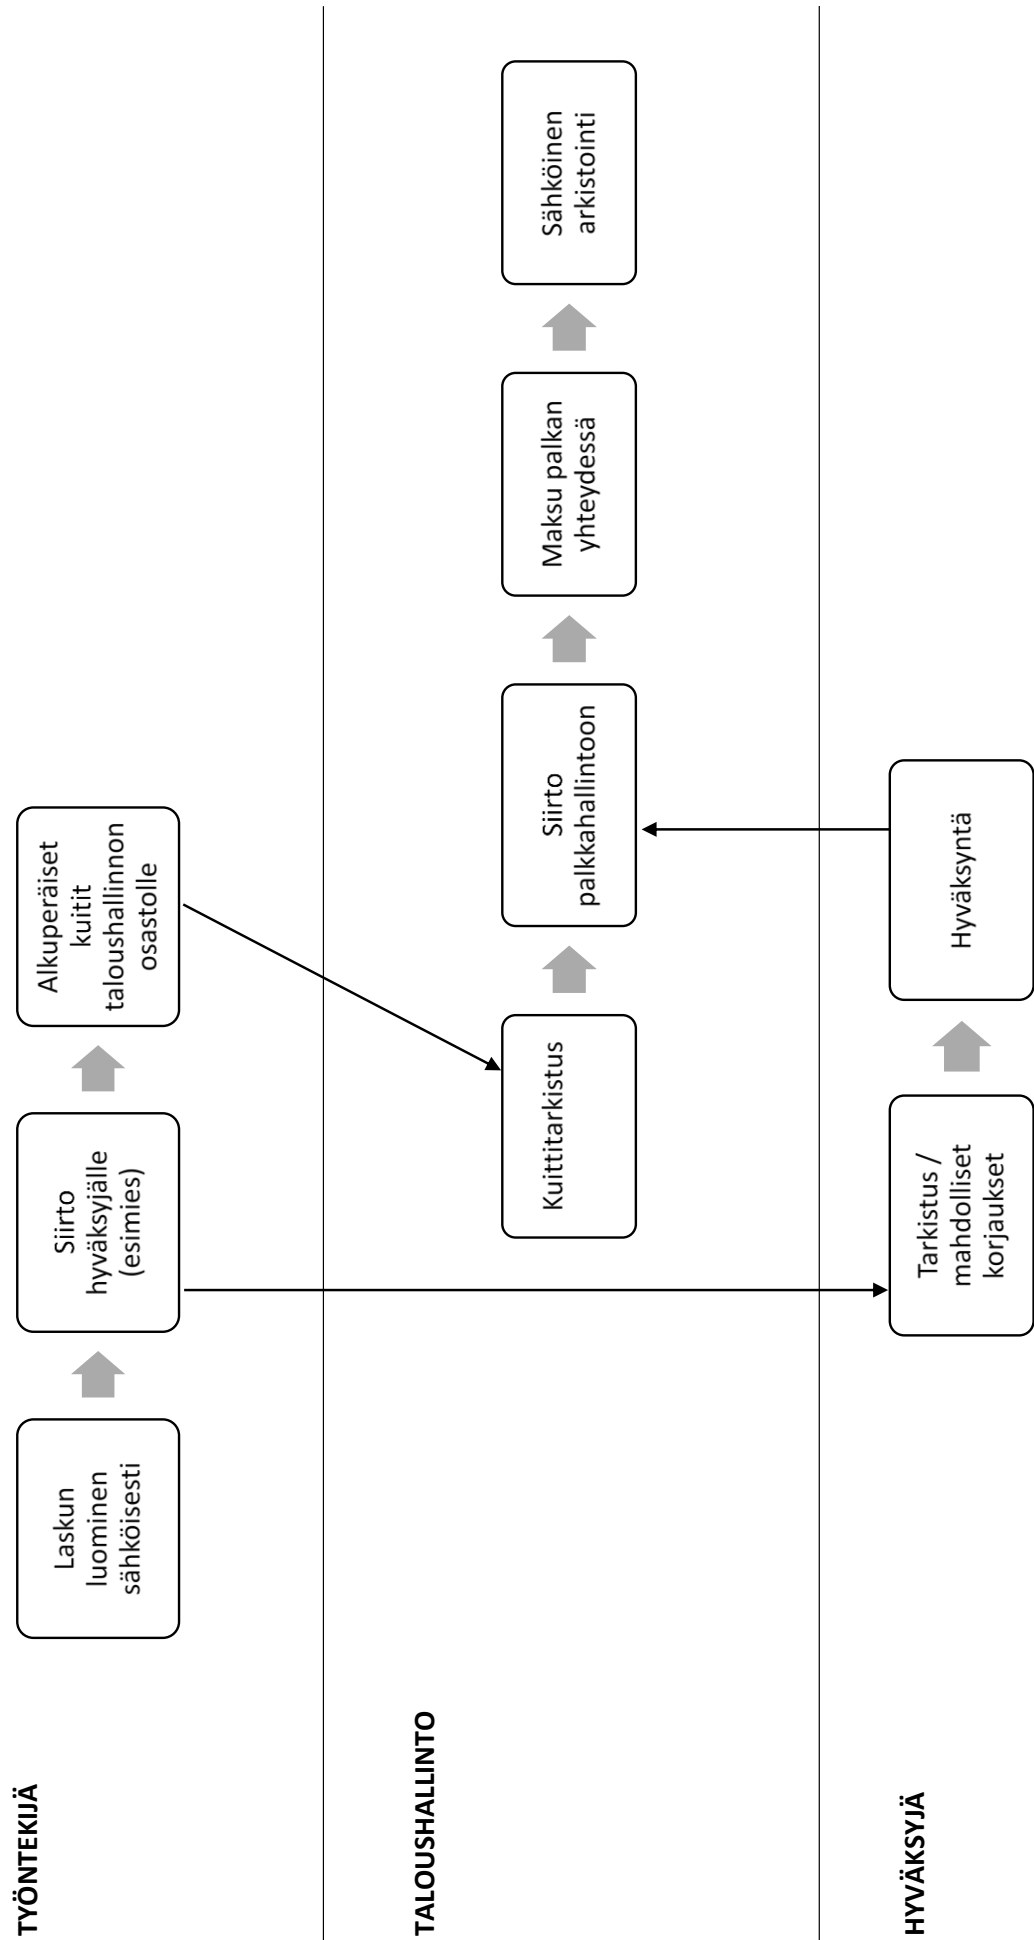 TYÖNTEKIJÄ
Laskun
luominen
sähköisesti
Siirto
hyväksyjälle
(esimies)
Alkuperäiset
kuitit
taloushallinnon
osastolle
TALOUSHALLINTO
Kuittitarkistus
Siirto
palkkahallintoon
Maksu palkan
yhteydessä
Sähköinen
arkistointi
HYVÄKSYJÄ
Tarkistus /
mahdolliset
korjaukset
Hyväksyntä